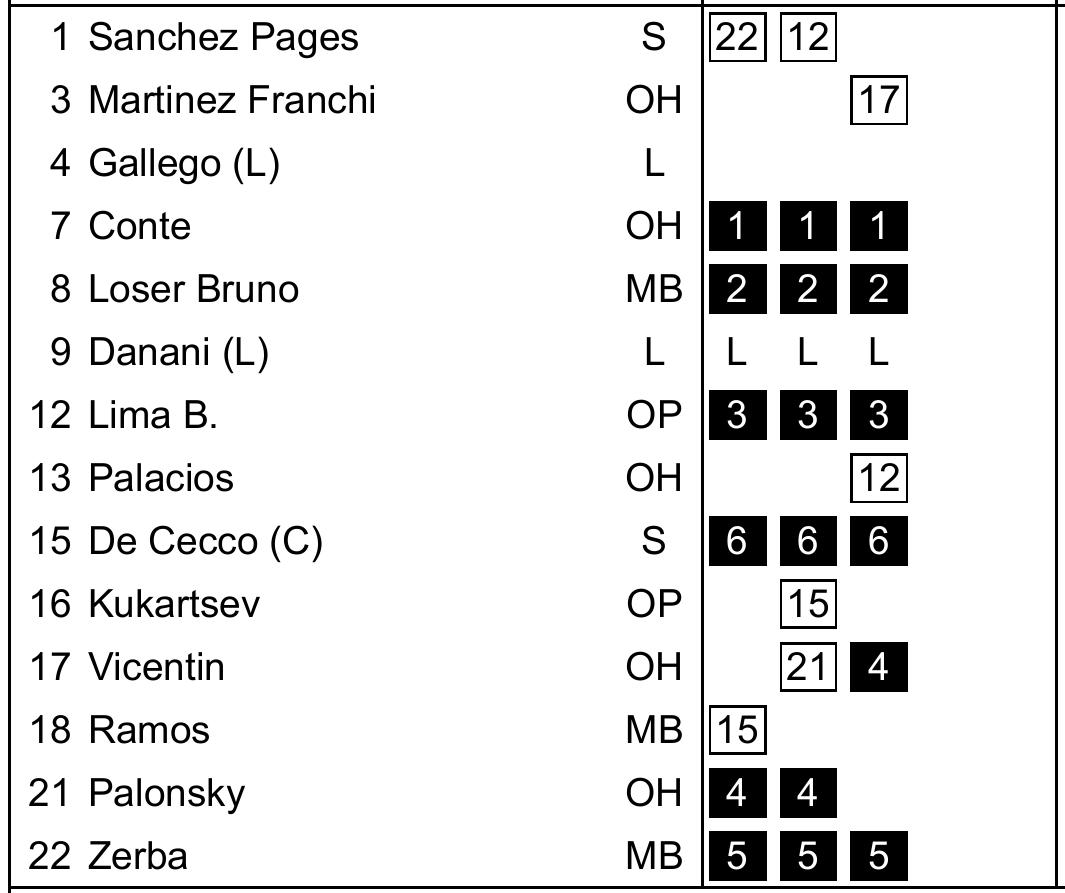 1 Sanchez Pages S 22 12
3 Martinez Franchi OH 17
4 Gallego (L) L
7 Conte OH 1 1 1
8 Loser Bruno MB 2 2 2
9 Danani (L) L L L L
12 Lima B. OP 3 3 3
13 Palacios OH 12
15 De Cecco (C) S 6 6 6
16 Kukartsev OP 15
17 Vicentin OH 21 4
18 Ramos MB 15
21 Palonsky OH 4 4
22 Zerba MB 5 5 5